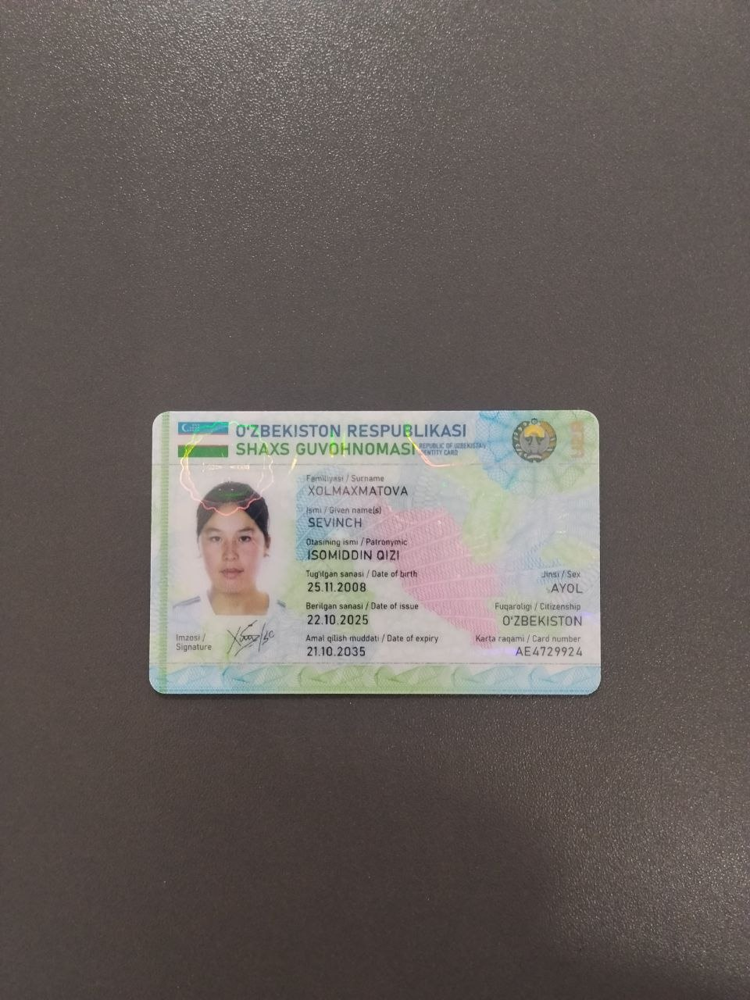 O'ZBEKISTON RESPUBLIKASI
SHAXS GUVOHNOMASI REPUBLIC OF UZBEKISTAN
IDENTITY CARD
Familiyasi / Surname
XOLMAXMATOVA
Ismi / Given name(s)
SEVINCH
Otasining ismi / Patronymic
ISOMIDDIN QIZI
Tug'ilgan sanasi / Date of birth
25.11.2008
Jinsi / Sex
AYOL
Berilgan sanasi / Date of issue
22.10.2025
Fuqaroligi / Citizenship
O'ZBEKISTON
Imzosi /
Signature
Amal qilish muddati / Date of expiry
21.10.2035
Karta raqami / Card number
AE4729924